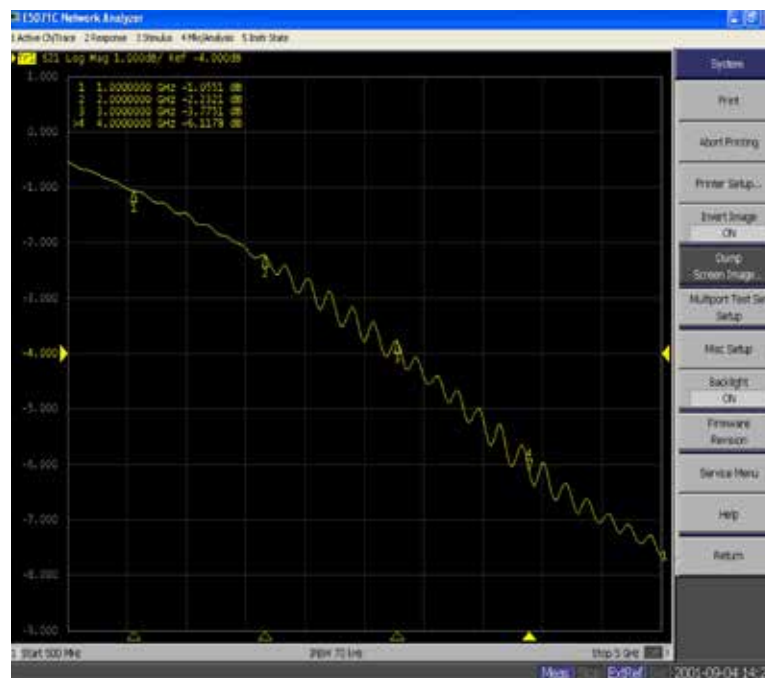 E5071C Network Analyzer
1 Active Ch/Trace 2 Response 3 Stimulus 4 Mkr/Analysis 5 Instr State
Tr1 S21 Log Mag 1.000dB/ Ref -4.000dB
1 1.0000000 GHz -1.0551 dB
2 2.0000000 GHz -2.2321 dB
3 3.0000000 GHz -3.7751 dB
>4 4.0000000 GHz -6.1179 dB
1.000
0.000
-1.000
-2.000
-3.000
-4.000
-5.000
-6.000
-7.000
-8.000
-9.000
1 Start 500 MHz
IFBW 70 kHz
Stop 5 GHz
System
Print
Abort Printing
Printer Setup...
Invert Image
ON
Dump
Screen Image...
Multiport Test Set
Setup
Misc Setup
Backlight
ON
Firmware
Revision
Service Menu
Help
Return
Meas
ExtRef
2001-09-04 14:2